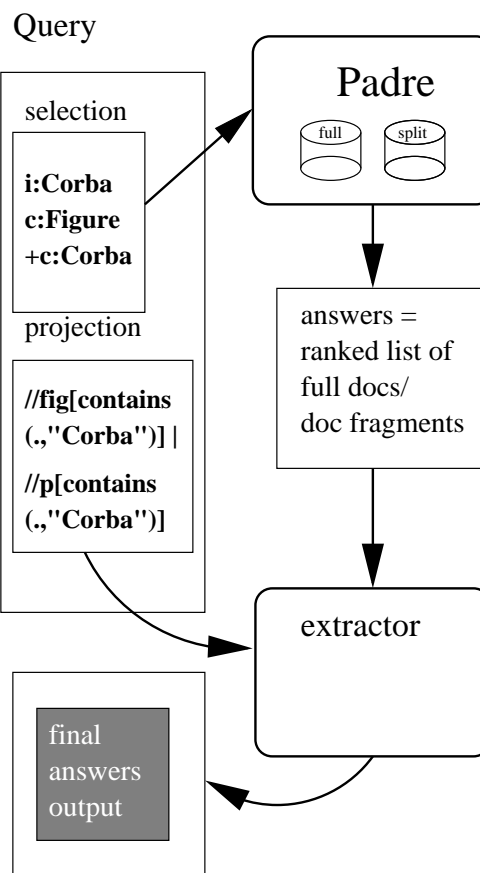 Query
selection
i:Corba
c:Figure
+c:Corba
projection
//fig[contains
(.,"Corba")] |
//p[contains
(.,"Corba")]
Padre
full
split
answers =
ranked list of
full docs/
doc fragments
extractor
final
answers
output